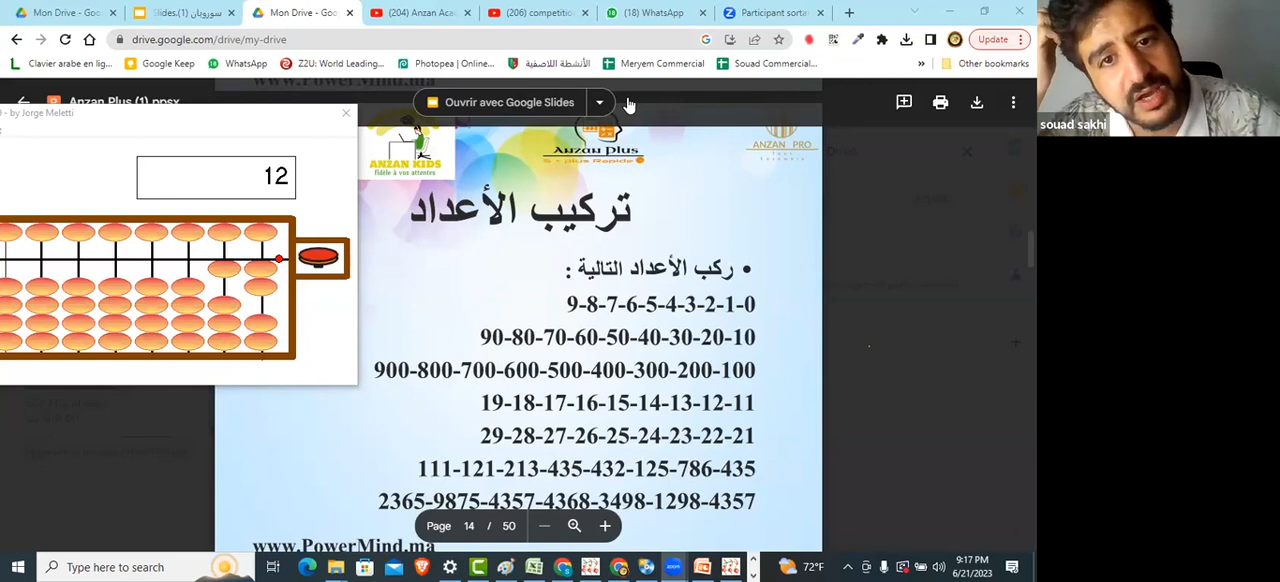 Mon Drive - Goo
Slides.(1) سوروبان
Mon Drive - Goo
(204) Anzan Aca
(206) competitio
(18) WhatsApp
Participant sorta
drive.google.com/drive/my-drive
Update
Clavier arabe en lig...
Google Keep
WhatsApp
Z2U: World Leading...
Photopea | Online...
الأنشطة اللاصفية
Meryem Commercial
Souad Commercial...
»
Other bookmarks
www.PowerMind.ma
Anzan Plus (1).ppsx
Ouvrir avec Google Slides
- by Jorge Meletti
souad sakhi
12
ANZAN KIDS
fidèle à vos attentes
Anzan Plus
S - plus Rapide
ANZAN PRO
تركيب الأعداد
• ركب الأعداد التالية :
9-8-7-6-5-4-3-2-1-0
90-80-70-60-50-40-30-20-10
900-800-700-600-500-400-300-200-100
19-18-17-16-15-14-13-12-11
29-28-27-26-25-24-23-22-21
111-121-213-435-432-125-786-435
2365-9875-4357-4368-3498-1298-4357
Page 14 / 50
www.PowerMind.ma
Type here to search
zoom
72°F
9:17 PM
6/21/2023